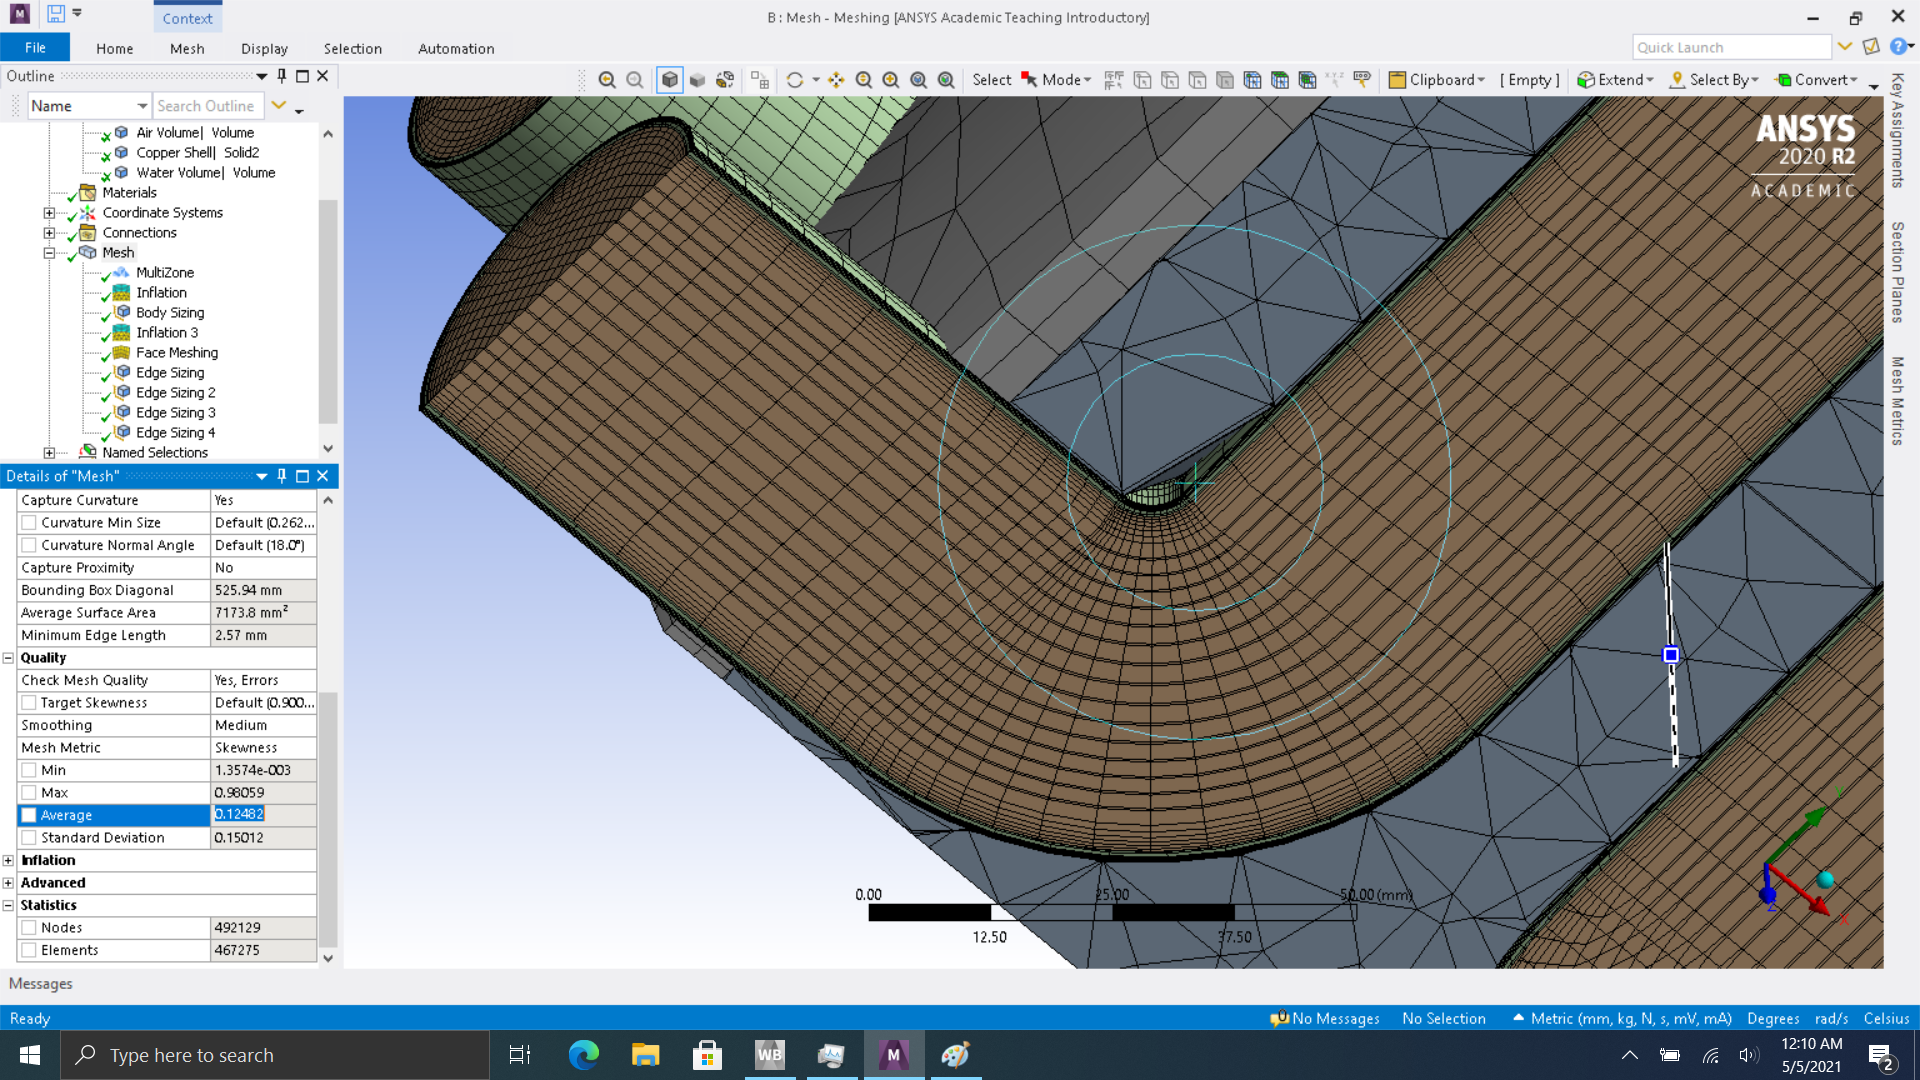 Context
B : Mesh - Meshing [ANSYS Academic Teaching Introductory]
File Home Mesh Display Selection Automation
Quick Launch
Outline
Select Mode Clipboard [ Empty ] Extend Select By Convert
Name Search Outline
Air Volume| Volume
Copper Shell| Solid2
Water Volume| Volume
Materials
Coordinate Systems
Connections
Mesh
MultiZone
Inflation
Body Sizing
Inflation 3
Face Meshing
Edge Sizing
Edge Sizing 2
Edge Sizing 3
Edge Sizing 4
Named Selections
Details of "Mesh"
Capture Curvature Yes
Curvature Min Size Default (0.262...
Curvature Normal Angle Default (18.0°)
Capture Proximity No
Bounding Box Diagonal 525.94 mm
Average Surface Area 7173.8 mm²
Minimum Edge Length 2.57 mm
Quality
Check Mesh Quality Yes, Errors
Target Skewness Default (0.900...
Smoothing Medium
Mesh Metric Skewness
Min 1.3574e-003
Max 0.98059
Average 0.12482
Standard Deviation 0.15012
Inflation
Advanced
Statistics
Nodes 492129
Elements 467275
ANSYS
2020 R2
ACADEMIC
Key Assignments
Section Planes
Mesh Metrics
0.00 25.00 50.00 (mm)
12.50 37.50
Y
X
Z
Messages
Ready
0 No Messages No Selection Metric (mm, kg, N, s, mV, mA) Degrees rad/s Celsius
Type here to search
WB
M
12:10 AM
5/5/2021
2